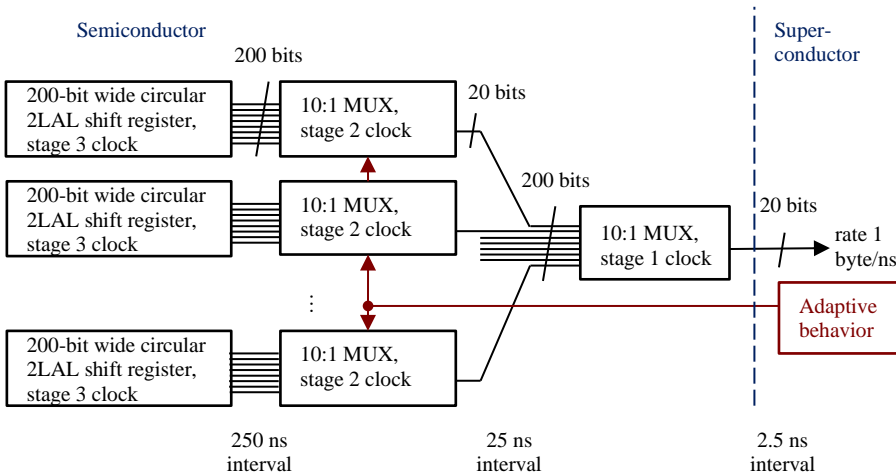 Semiconductor
Super-
conductor
200 bits
200-bit wide circular
2LAL shift register,
stage 3 clock
10:1 MUX,
stage 2 clock
20 bits
200-bit wide circular
2LAL shift register,
stage 3 clock
10:1 MUX,
stage 2 clock
200 bits
10:1 MUX,
stage 1 clock
20 bits
rate 1
byte/ns
...
Adaptive
behavior
200-bit wide circular
2LAL shift register,
stage 3 clock
10:1 MUX,
stage 2 clock
250 ns
interval
25 ns
interval
2.5 ns
interval